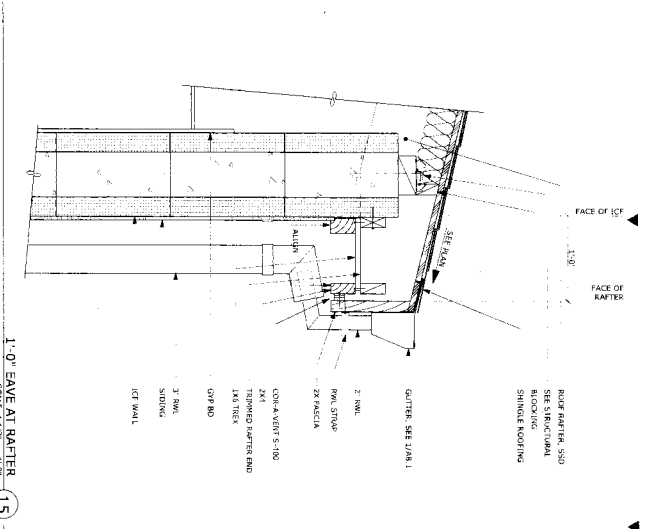 FACE OF ICF
1'-0"
FACE OF
RAFTER
SEE PLAN
ALIGN
ROOF RAFTER, SSD
SEE STRUCTURAL
BLOCKING
SHINGLE ROOFING
GUTTER, SEE 1/A8.1
2" RWL
RWL STRAP
2X FASCIA
COR-A-VENT S-400
2X4
TRIMMED RAFTER END
1X6 TREX
GYP BD
3" RWL
SIDING
ICF WALL
1'-0" EAVE AT RAFTER
15